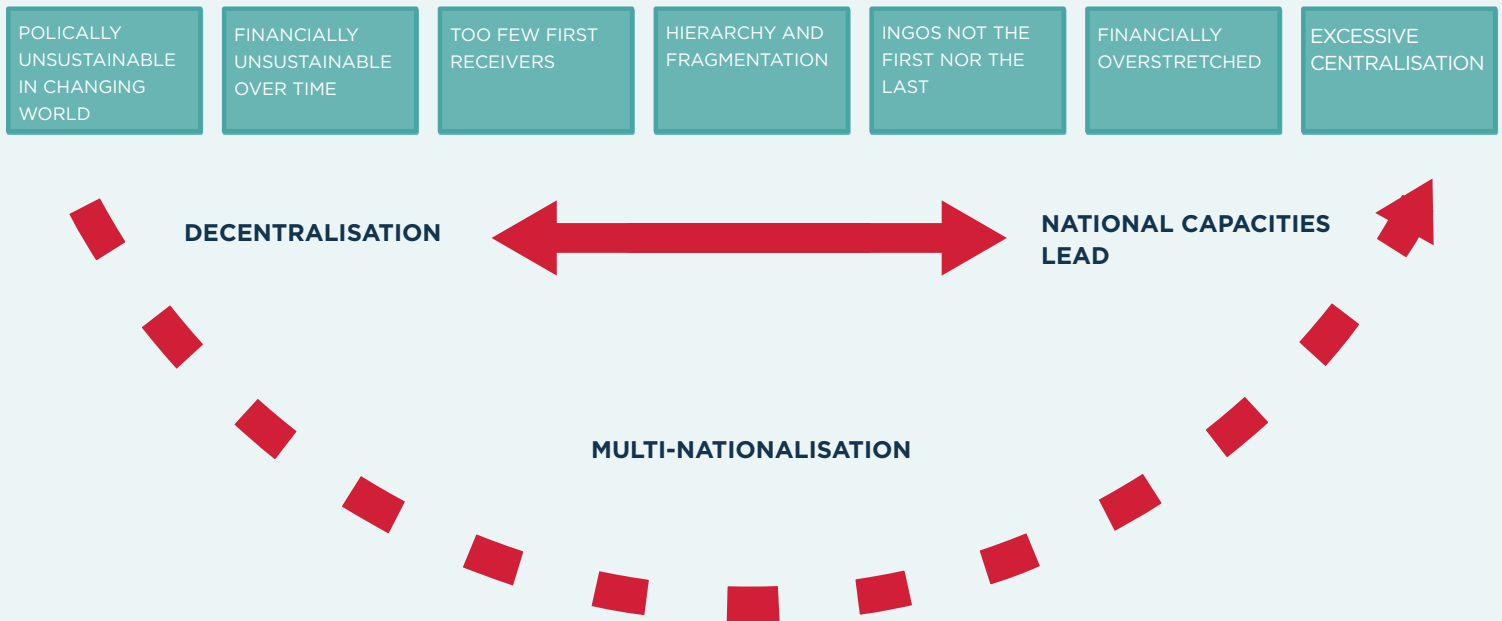 POLICALLY
UNSUSTAINABLE
IN CHANGING
WORLD
FINANCIALLY
UNSUSTAINABLE
OVER TIME
TOO FEW FIRST
RECEIVERS
HIERARCHY AND
FRAGMENTATION
INGOS NOT THE
FIRST NOR THE
LAST
FINANCIALLY
OVERSTRETCHED
EXCESSIVE
CENTRALISATION
DECENTRALISATION
NATIONAL CAPACITIES
LEAD
MULTI-NATIONALISATION